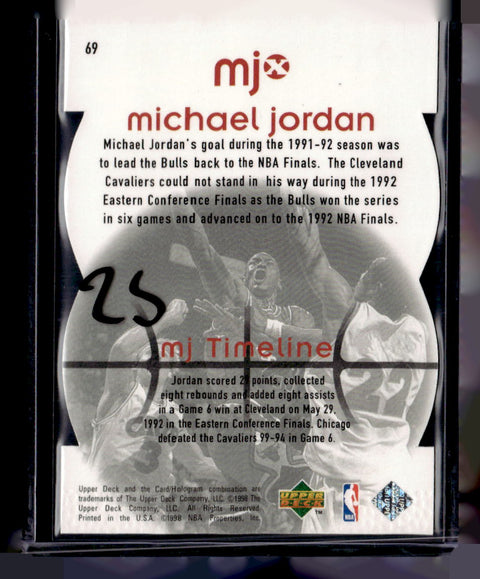 69
mjx
michael jordan
Michael Jordan's goal during the 1991-92 season was
to lead the Bulls back to the NBA Finals. The Cleveland
Cavaliers could not stand in his way during the 1992
Eastern Conference Finals as the Bulls won the series
in six games and advanced on to the 1992 NBA Finals.
25
mj Timeline
Jordan scored points, collected
eight rebounds and added eight assists
in a Game 6 win at Cleveland on May 29,
1992 in the Eastern Conference Finals. Chicago
defeated the Cavaliers 99-94 in Game 6.
Upper Deck and the Card/Hologram combination are
trademarks of The Upper Deck Company, LLC. ©1998 The
Upper Deck Company, LLC. All Rights Reserved.
Printed in the U.S.A. ©1998 NBA Properties, Inc.
UPPER
DECK
TM
NBA